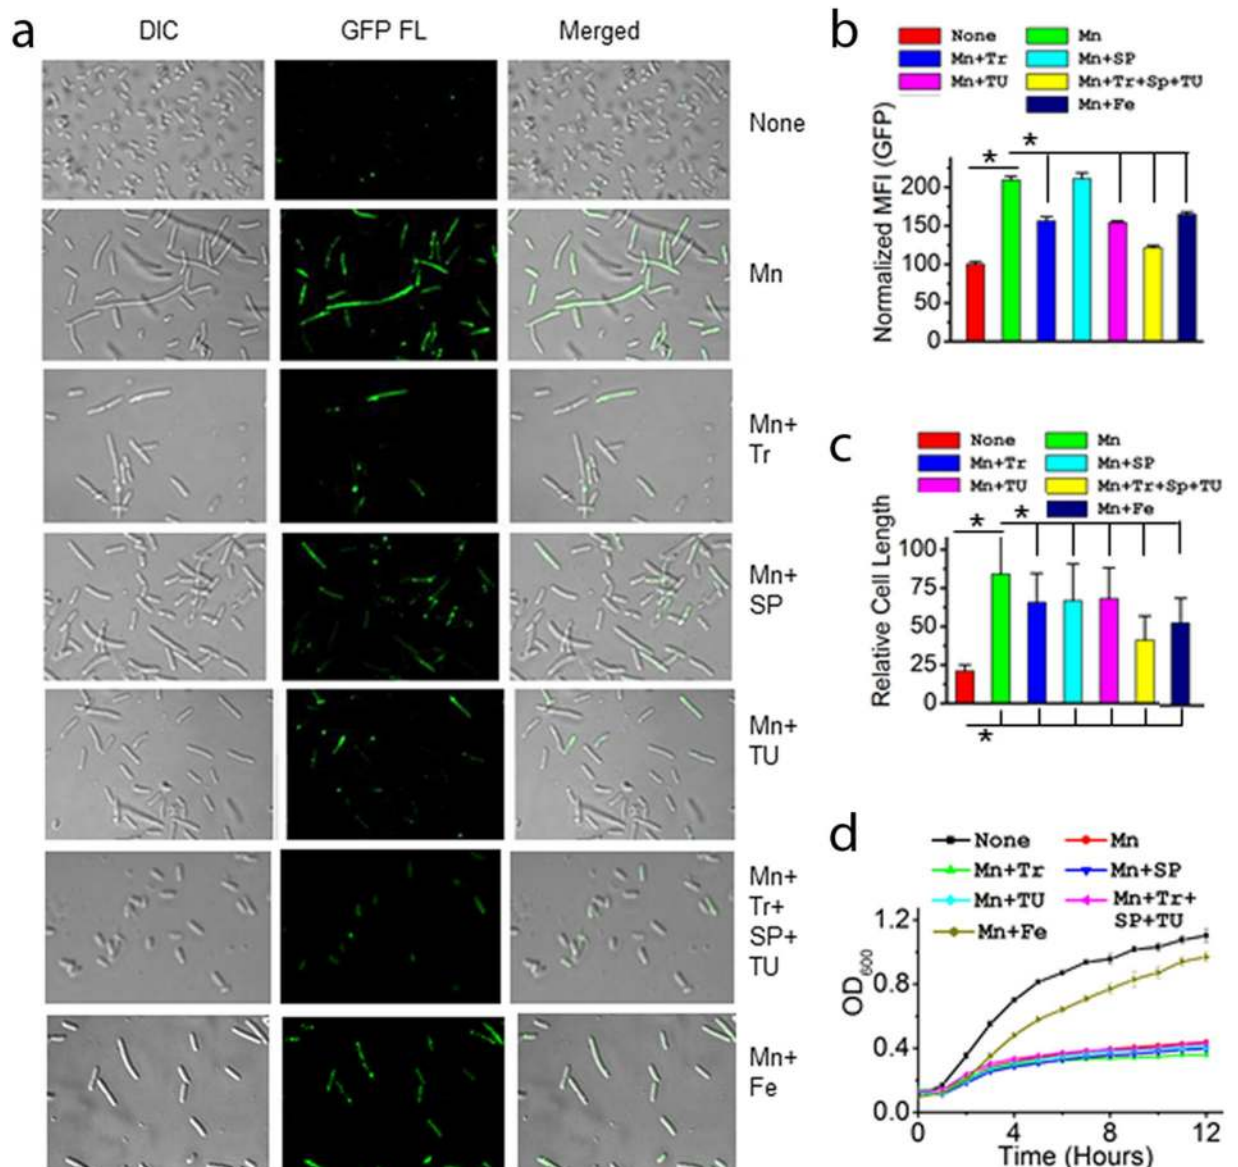 a
DIC
GFP FL
Merged
None
Mn
Mn+
Tr
Mn+
SP
Mn+
TU
Mn+
Tr+
SP+
TU
Mn+
Fe
b
None
Mn
Mn+Tr
Mn+SP
Mn+TU
Mn+Tr+Sp+TU
Mn+Fe
Normalized MFI (GFP)
200
150
100
50
0
*
*
c
None
Mn
Mn+Tr
Mn+SP
Mn+TU
Mn+Tr+Sp+TU
Mn+Fe
Relative Cell Length
100
75
50
25
0
*
*
*
d
None
Mn
Mn+Tr
Mn+SP
Mn+TU
Mn+Tr+
SP+TU
Mn+Fe
OD600
1.2
0.8
0.4
0.0
0
4
8
12
Time (Hours)